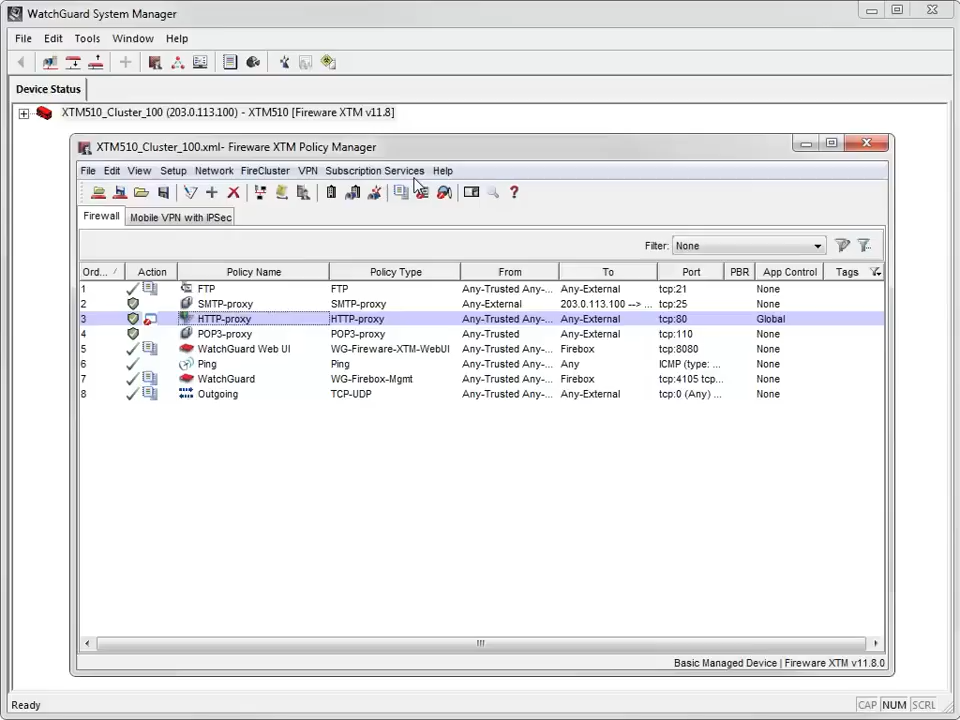 WatchGuard System Manager
File Edit Tools Window Help
Device Status
XTM510_Cluster_100 (203.0.113.100) - XTM510 [Fireware XTM v11.8]
XTM510_Cluster_100.xml- Fireware XTM Policy Manager
File Edit View Setup Network FireCluster VPN Subscription Services Help
Firewall Mobile VPN with IPSec
Filter: None
Ord... Action Policy Name Policy Type From To Port PBR App Control Tags
1 FTP FTP Any-Trusted Any-... Any-External tcp:21 None
2 SMTP-proxy SMTP-proxy Any-External 203.0.113.100 --> ... tcp:25 None
3 HTTP-proxy HTTP-proxy Any-Trusted Any-... Any-External tcp:80 Global
4 POP3-proxy POP3-proxy Any-Trusted Any-... Any-External tcp:110 None
5 WatchGuard Web UI WG-Fireware-XTM-WebUI Any-Trusted Any-... Firebox tcp:8080 None
6 Ping Ping Any-Trusted Any-... Any ICMP (type: ... None
7 WatchGuard WG-Firebox-Mgmt Any-Trusted Any-... Firebox tcp:4105 tcp... None
8 Outgoing TCP-UDP Any-Trusted Any-... Any-External tcp:0 (Any) ... None
Basic Managed Device | Fireware XTM v11.8.0
Ready CAP NUM SCRL